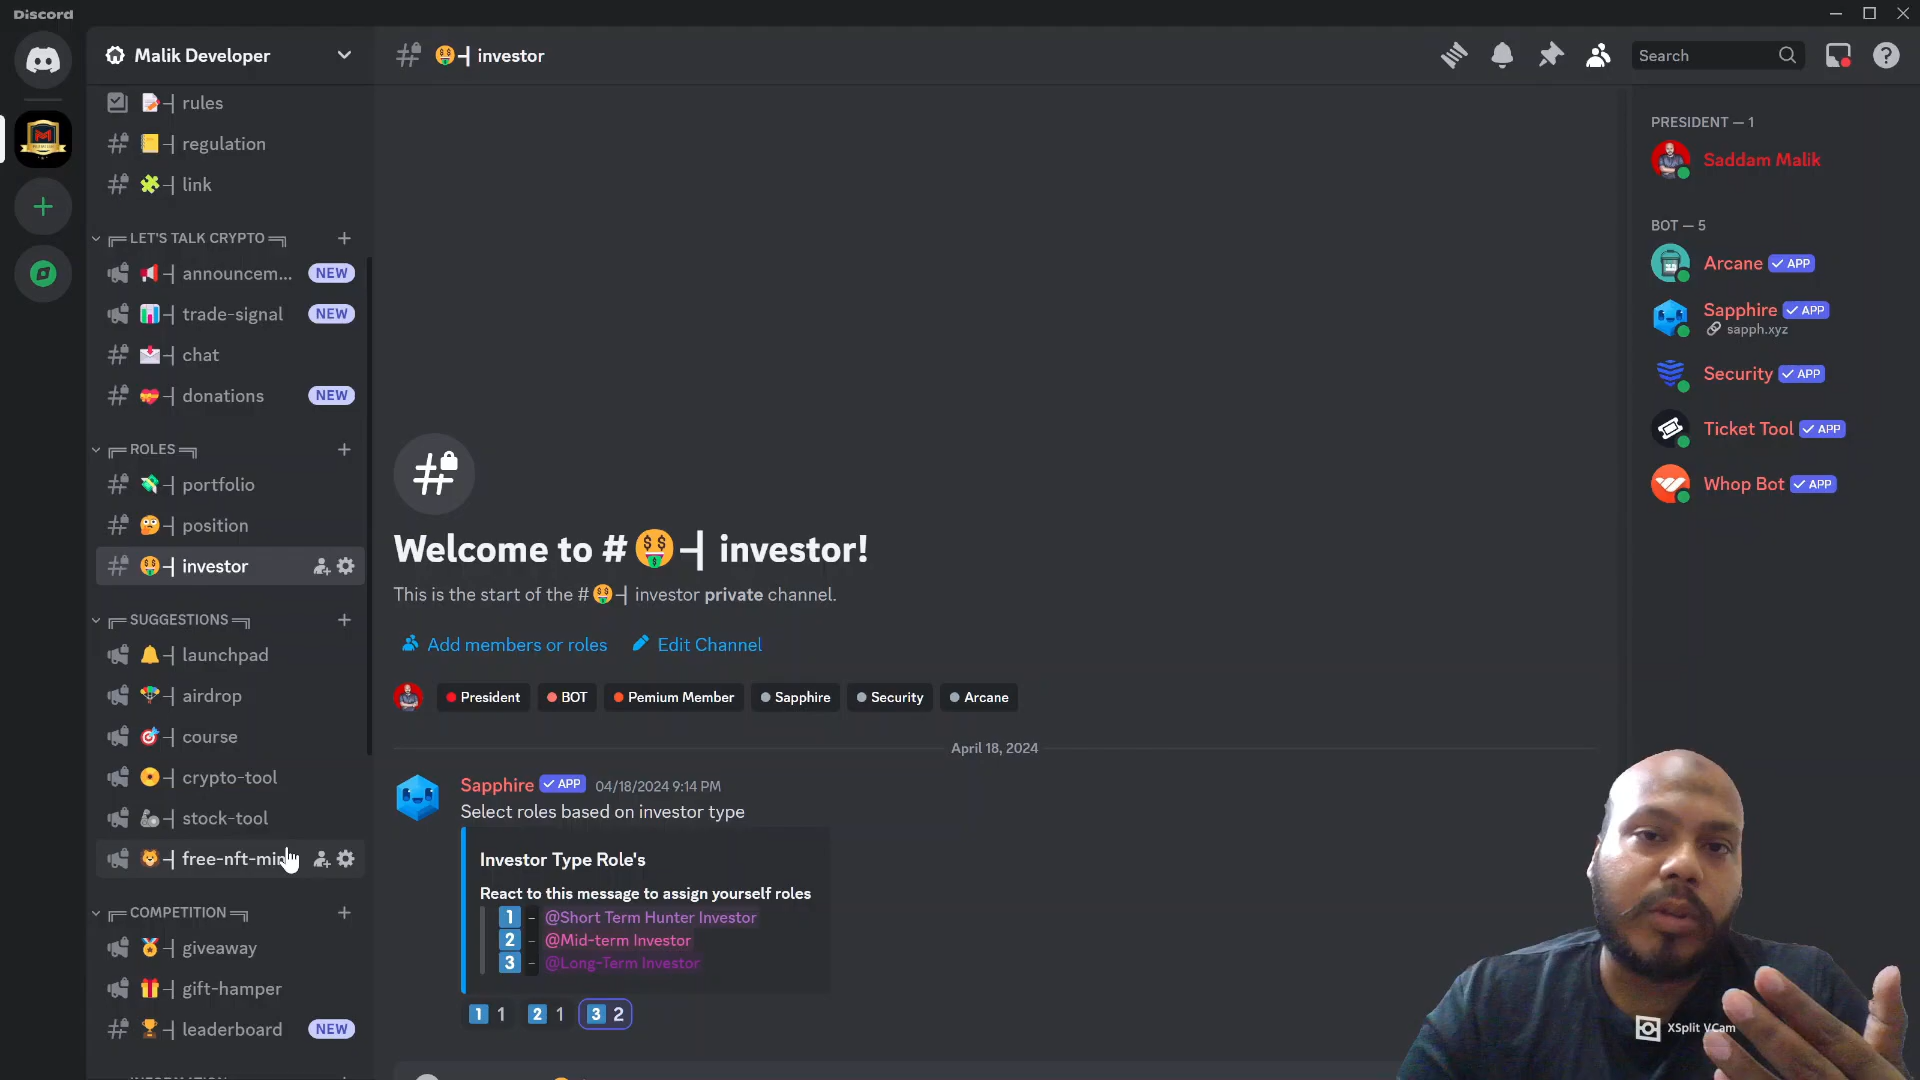 Discord
Malik Developer
rules
regulation
link
LET'S TALK CRYPTO
announcem... NEW
trade-signal NEW
chat
donations NEW
ROLES
portfolio
position
investor
SUGGESTIONS
launchpad
airdrop
course
crypto-tool
stock-tool
free-nft-min
COMPETITION
giveaway
gift-hamper
leaderboard NEW
investor
Search
Welcome to # investor!
This is the start of the # investor private channel.
Add members or roles Edit Channel
President BOT Pemium Member Sapphire Security Arcane
April 18, 2024
Sapphire APP 04/18/2024 9:14 PM
Select roles based on investor type
Investor Type Role's
React to this message to assign yourself roles
1 - @Short Term Hunter Investor
2 - @Mid-term Investor
3 - @Long-Term Investor
1 1 2 1 3 2
PRESIDENT — 1
Saddam Malik
BOT — 5
Arcane APP
Sapphire APP
sapph.xyz
Security APP
Ticket Tool APP
Whop Bot APP
XSplit VCam